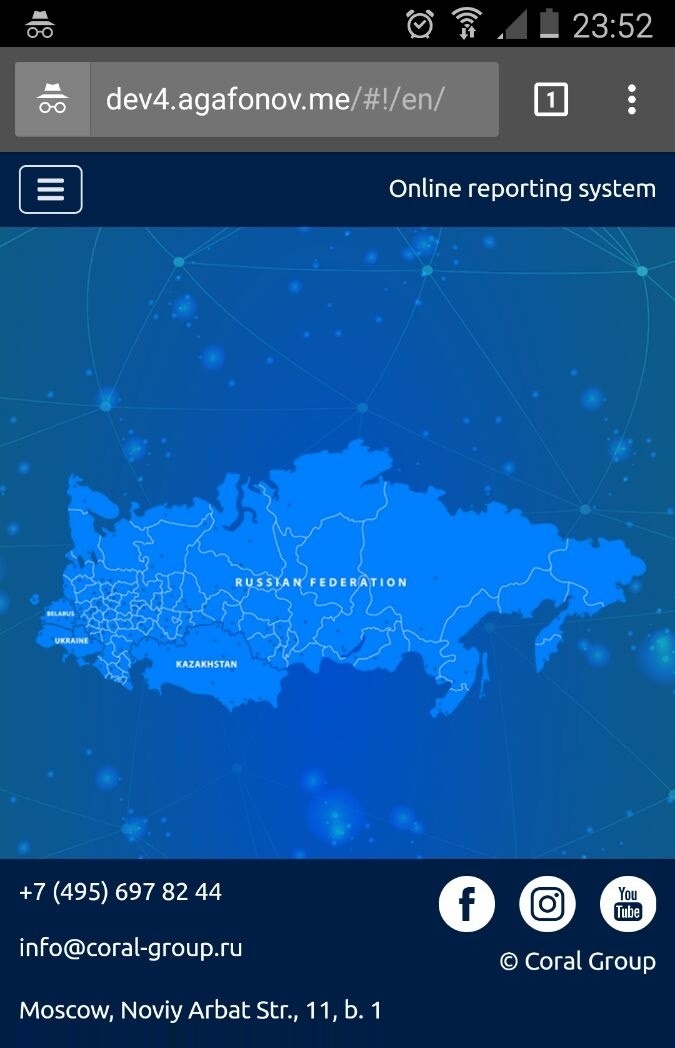 23:52
dev4.agafonov.me/#!/en/
1
Online reporting system
RUSSIAN FEDERATION
BELARUS
UKRAINE
KAZAKHSTAN
+7 (495) 697 82 44
You
Tube
info@coral-group.ru
© Coral Group
Moscow, Noviy Arbat Str., 11, b. 1